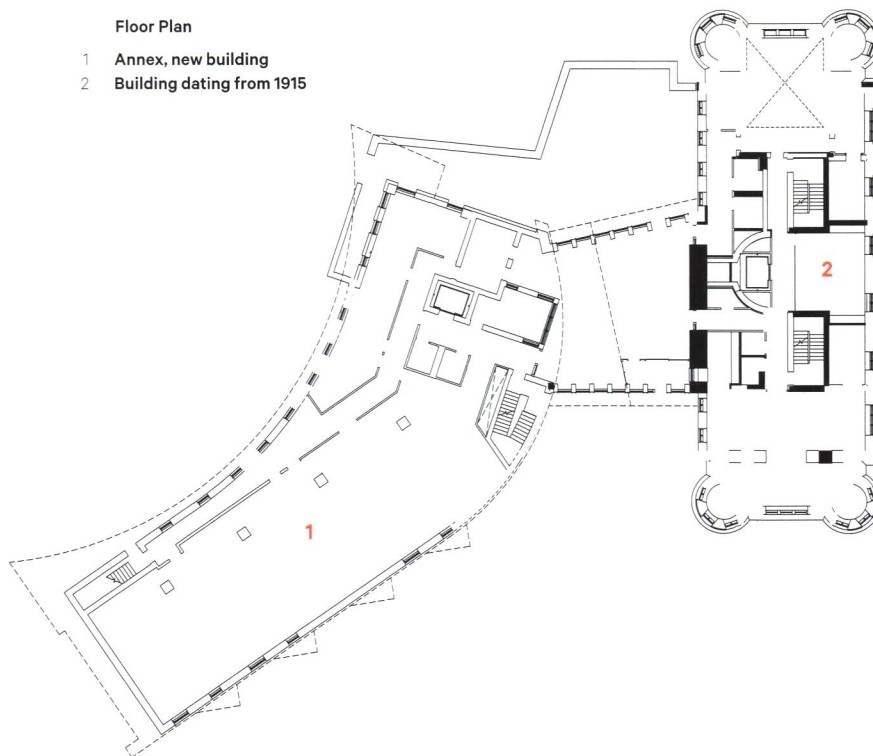 Floor Plan
1 Annex, new building
2 Building dating from 1915
2
1